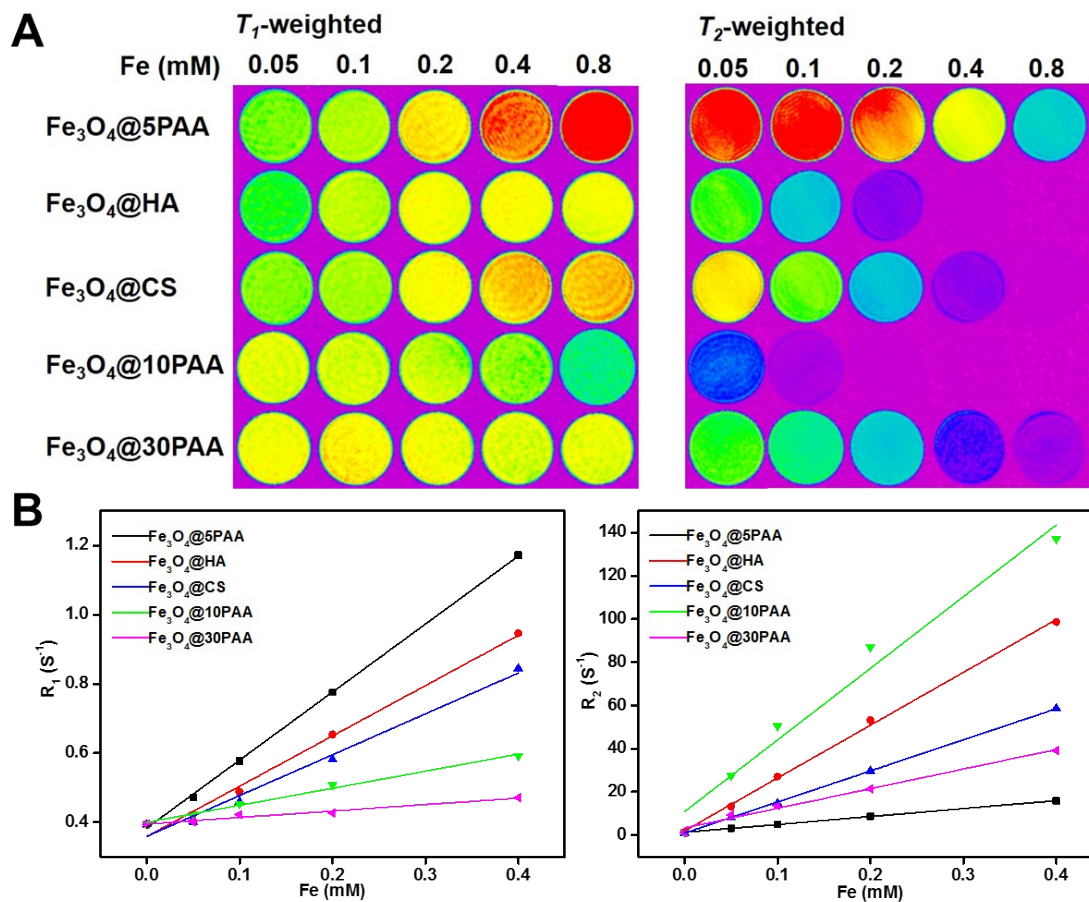 A
T1-weighted
T2-weighted
Fe (mM) 0.05 0.1 0.2 0.4 0.8
0.05 0.1 0.2 0.4 0.8
Fe3O4@5PAA
Fe3O4@HA
Fe3O4@CS
Fe3O4@10PAA
Fe3O4@30PAA
B
Fe3O4@5PAA
Fe3O4@HA
Fe3O4@CS
Fe3O4@10PAA
Fe3O4@30PAA
R1 (S-1)
1.2
1.0
0.8
0.6
0.4
0.0 0.1 0.2 0.3 0.4
Fe (mM)
Fe3O4@5PAA
Fe3O4@HA
Fe3O4@CS
Fe3O4@10PAA
Fe3O4@30PAA
R2 (S-1)
140
120
100
80
60
40
20
0
0.0 0.1 0.2 0.3 0.4
Fe (mM)